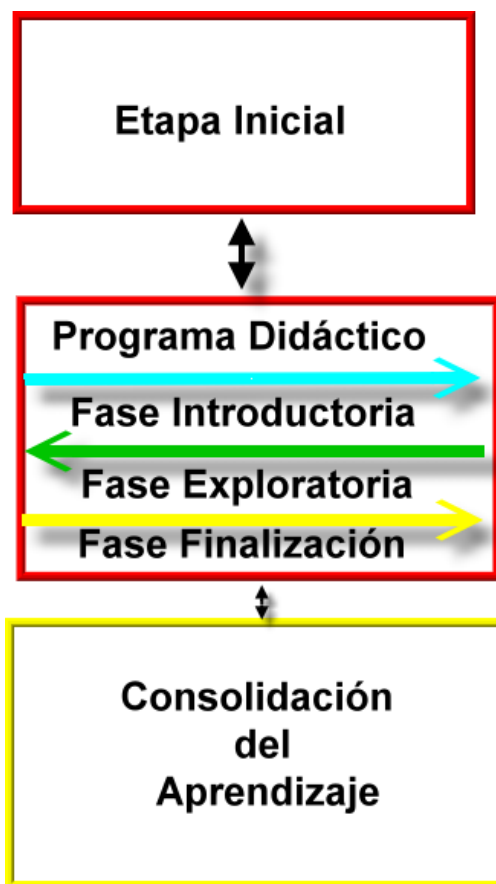 Etapa Inicial
Programa Didáctico
Fase Introductoria
Fase Exploratoria
Fase Finalización
Consolidación
del
Aprendizaje